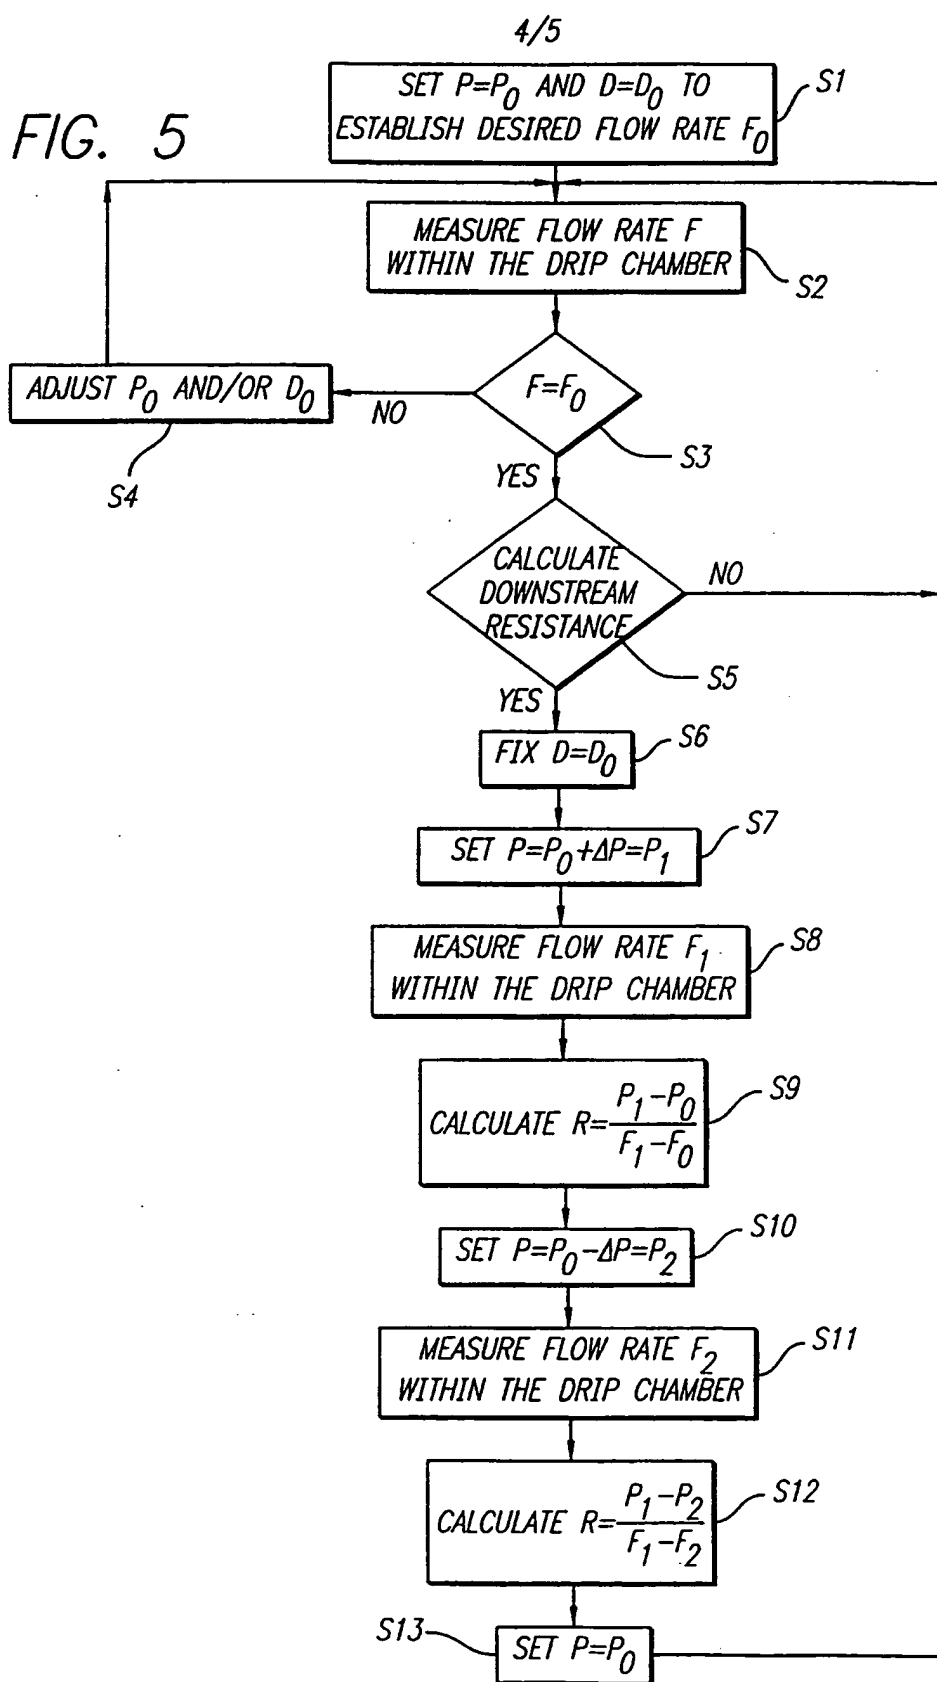 4/5
FIG. 5
SET P=P₀ AND D=D₀ TO
ESTABLISH DESIRED FLOW RATE F₀
S1
MEASURE FLOW RATE F
WITHIN THE DRIP CHAMBER
S2
F=F₀
S3
NO
ADJUST P₀ AND/OR D₀
S4
YES
CALCULATE
DOWNSTREAM
RESISTANCE
S5
NO
YES
FIX D=D₀
S6
SET P=P₀+ΔP=P₁
S7
MEASURE FLOW RATE F₁
WITHIN THE DRIP CHAMBER
S8
CALCULATE R=(P₁−P₀)/(F₁−F₀)
S9
SET P=P₀−ΔP=P₂
S10
MEASURE FLOW RATE F₂
WITHIN THE DRIP CHAMBER
S11
CALCULATE R=(P₁−P₂)/(F₁−F₂)
S12
S13
SET P=P₀